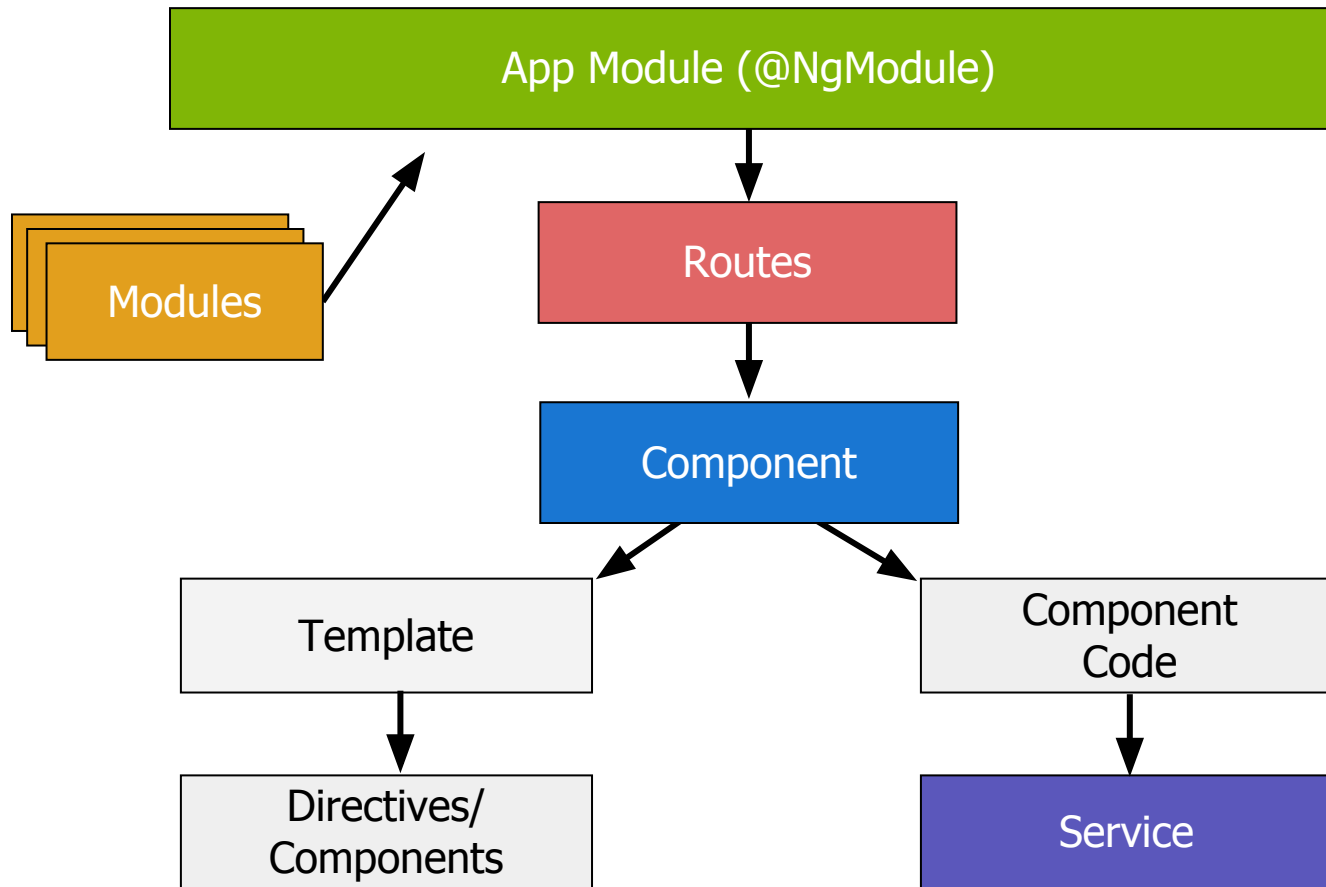 App Module (@NgModule)
Routes
Modules
Component
Template
Component
Code
Directives/
Components
Service